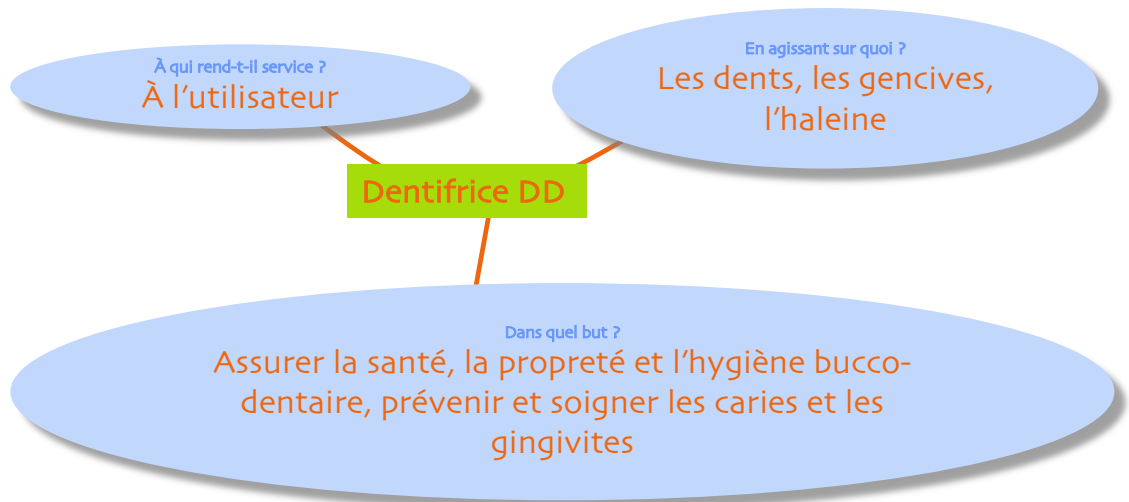 À qui rend-t-il service ?
À l'utilisateur
En agissant sur quoi ?
Les dents, les gencives,
l'haleine
Dentifrice DD
Dans quel but ?
Assurer la santé, la propreté et l'hygiène bucco-
dentaire, prévenir et soigner les caries et les
gingivites